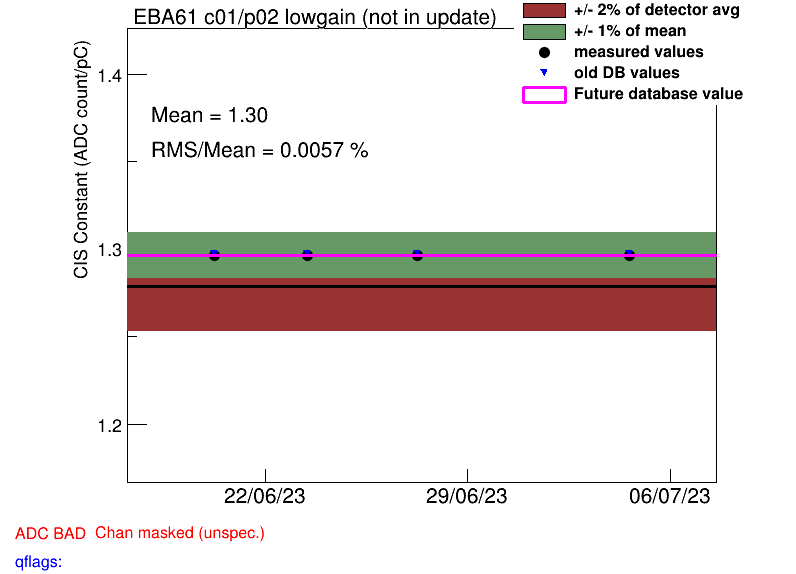 EBA61 c01/p02 lowgain (not in update)
+/- 2% of detector avg
+/- 1% of mean
measured values
old DB values
Future database value
CIS Constant (ADC count/pC)
1.4
Mean = 1.30
RMS/Mean = 0.0057 %
1.3
1.2
22/06/23 29/06/23 06/07/23
ADC BAD Chan masked (unspec.)
qflags: